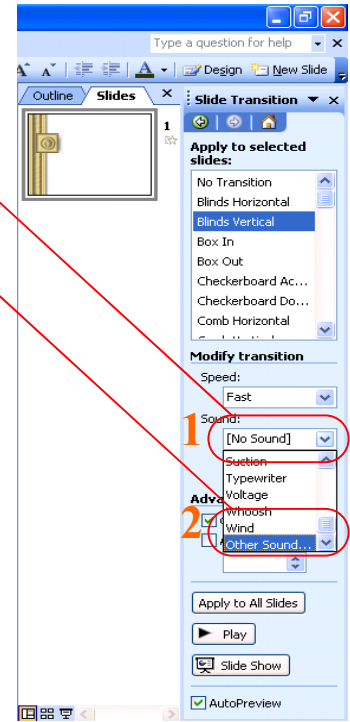 Type a question for help
A A A Design New Slide
Outline Slides
Slide Transition
1
Apply to selected slides:
No Transition
Blinds Horizontal
Blinds Vertical
Box In
Box Out
Checkerboard Ac...
Checkerboard Do...
Comb Horizontal
Modify transition
Speed:
Fast
Sound:
1
[No Sound]
Suction
Typewriter
Voltage
Adva
Whoosh
2
Wind
Other Sound...
Apply to All Slides
Play
Slide Show
AutoPreview